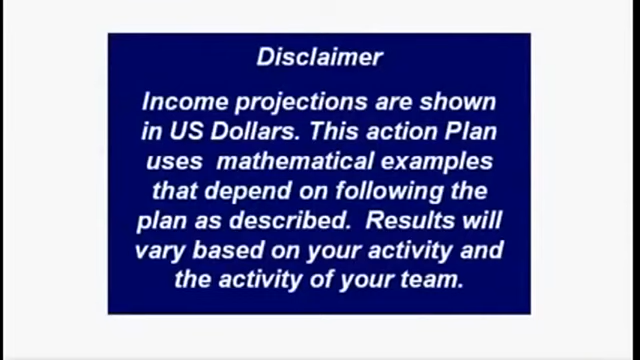 Disclaimer
Income projections are shown
in US Dollars. This action Plan
uses  mathematical examples
that depend on following the
plan as described.  Results will
vary based on your activity and
the activity of your team.